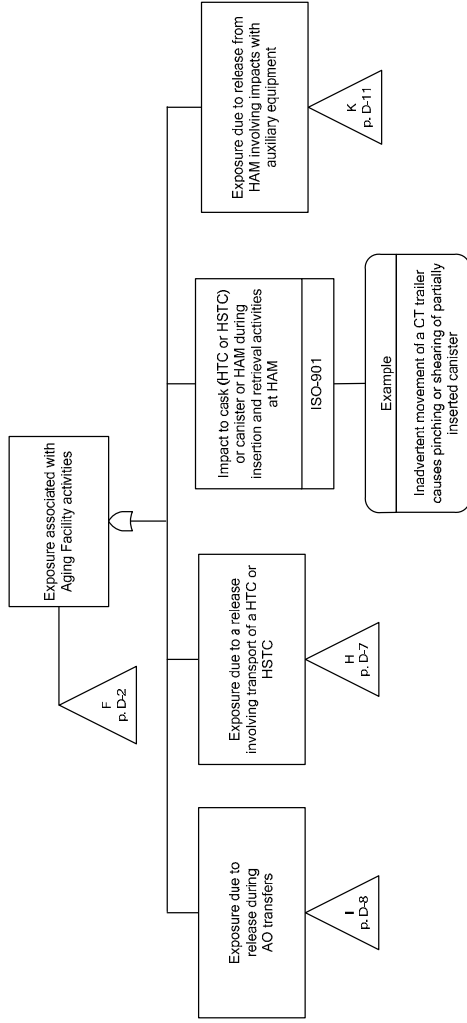 Exposure associated with
Aging Facility activities
F
p. D-2
Exposure due to
release during
AO transfers
I
p. D-8
Exposure due to a release
involving transport of a HTC or
HSTC
H
p. D-7
Impact to cask (HTC or HSTC)
or canister or HAM during
insertion and retrieval activities
at HAM
ISO-901
Example
Inadvertent movement of a CT trailer
causes pinching or shearing of partially
inserted canister
Exposure due to release from
HAM involving impacts with
auxiliary equipment
K
p. D-11